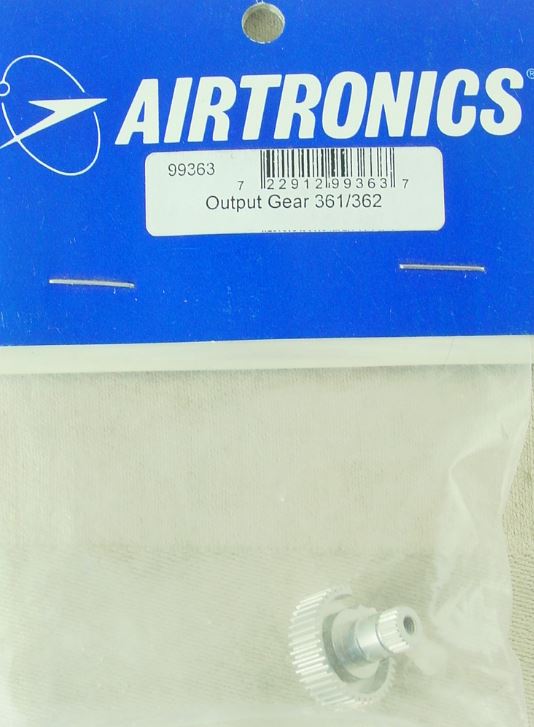 AIRTRONICS®
99363
7 22912 99363 7
Output Gear 361/362